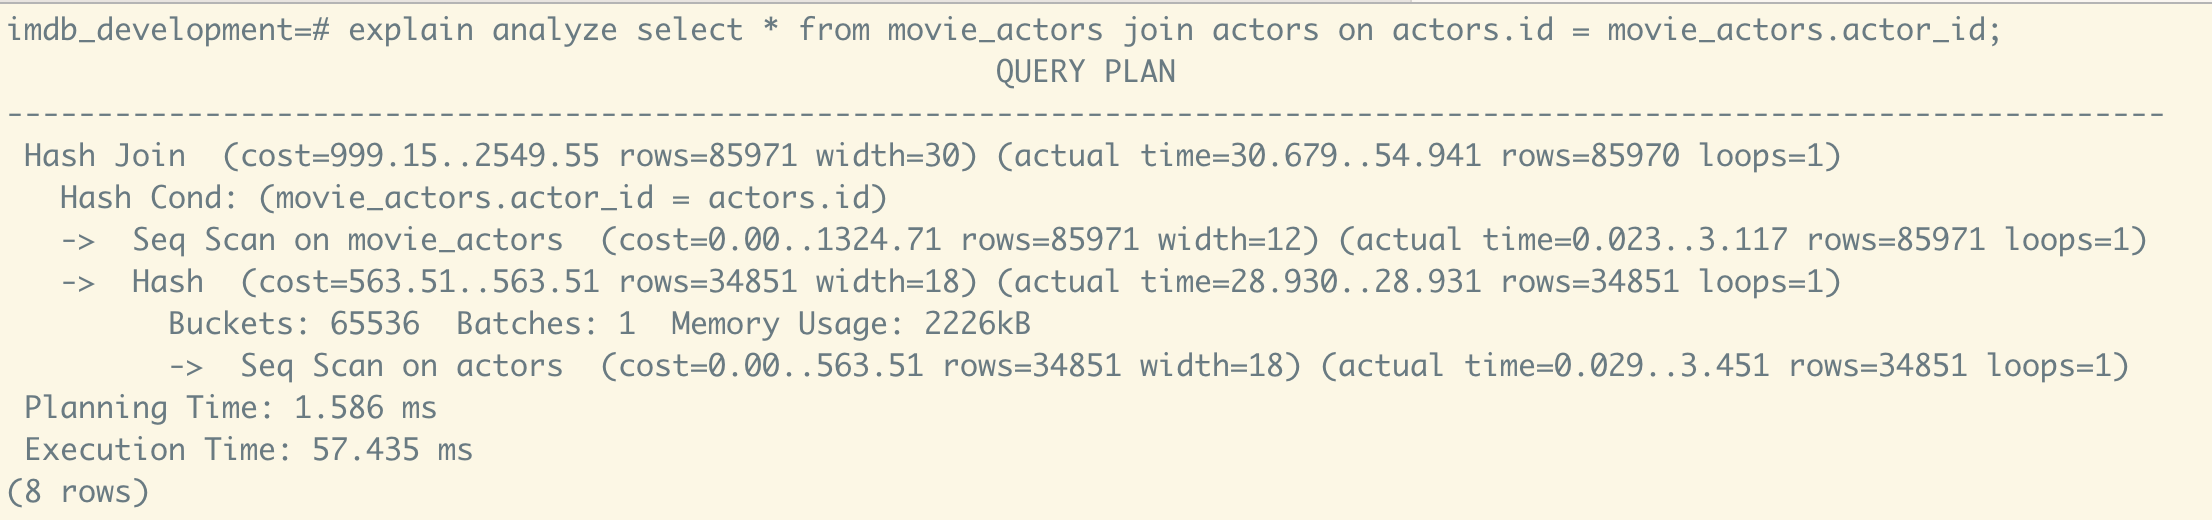 imdb_development=# explain analyze select * from movie_actors join actors on actors.id = movie_actors.actor_id;
                                                       QUERY PLAN
------------------------------------------------------------------------------------------------------------------------
 Hash Join  (cost=999.15..2549.55 rows=85971 width=30) (actual time=30.679..54.941 rows=85970 loops=1)
   Hash Cond: (movie_actors.actor_id = actors.id)
   ->  Seq Scan on movie_actors  (cost=0.00..1324.71 rows=85971 width=12) (actual time=0.023..3.117 rows=85971 loops=1)
   ->  Hash  (cost=563.51..563.51 rows=34851 width=18) (actual time=28.930..28.931 rows=34851 loops=1)
         Buckets: 65536  Batches: 1  Memory Usage: 2226kB
         ->  Seq Scan on actors  (cost=0.00..563.51 rows=34851 width=18) (actual time=0.029..3.451 rows=34851 loops=1)
 Planning Time: 1.586 ms
 Execution Time: 57.435 ms
(8 rows)